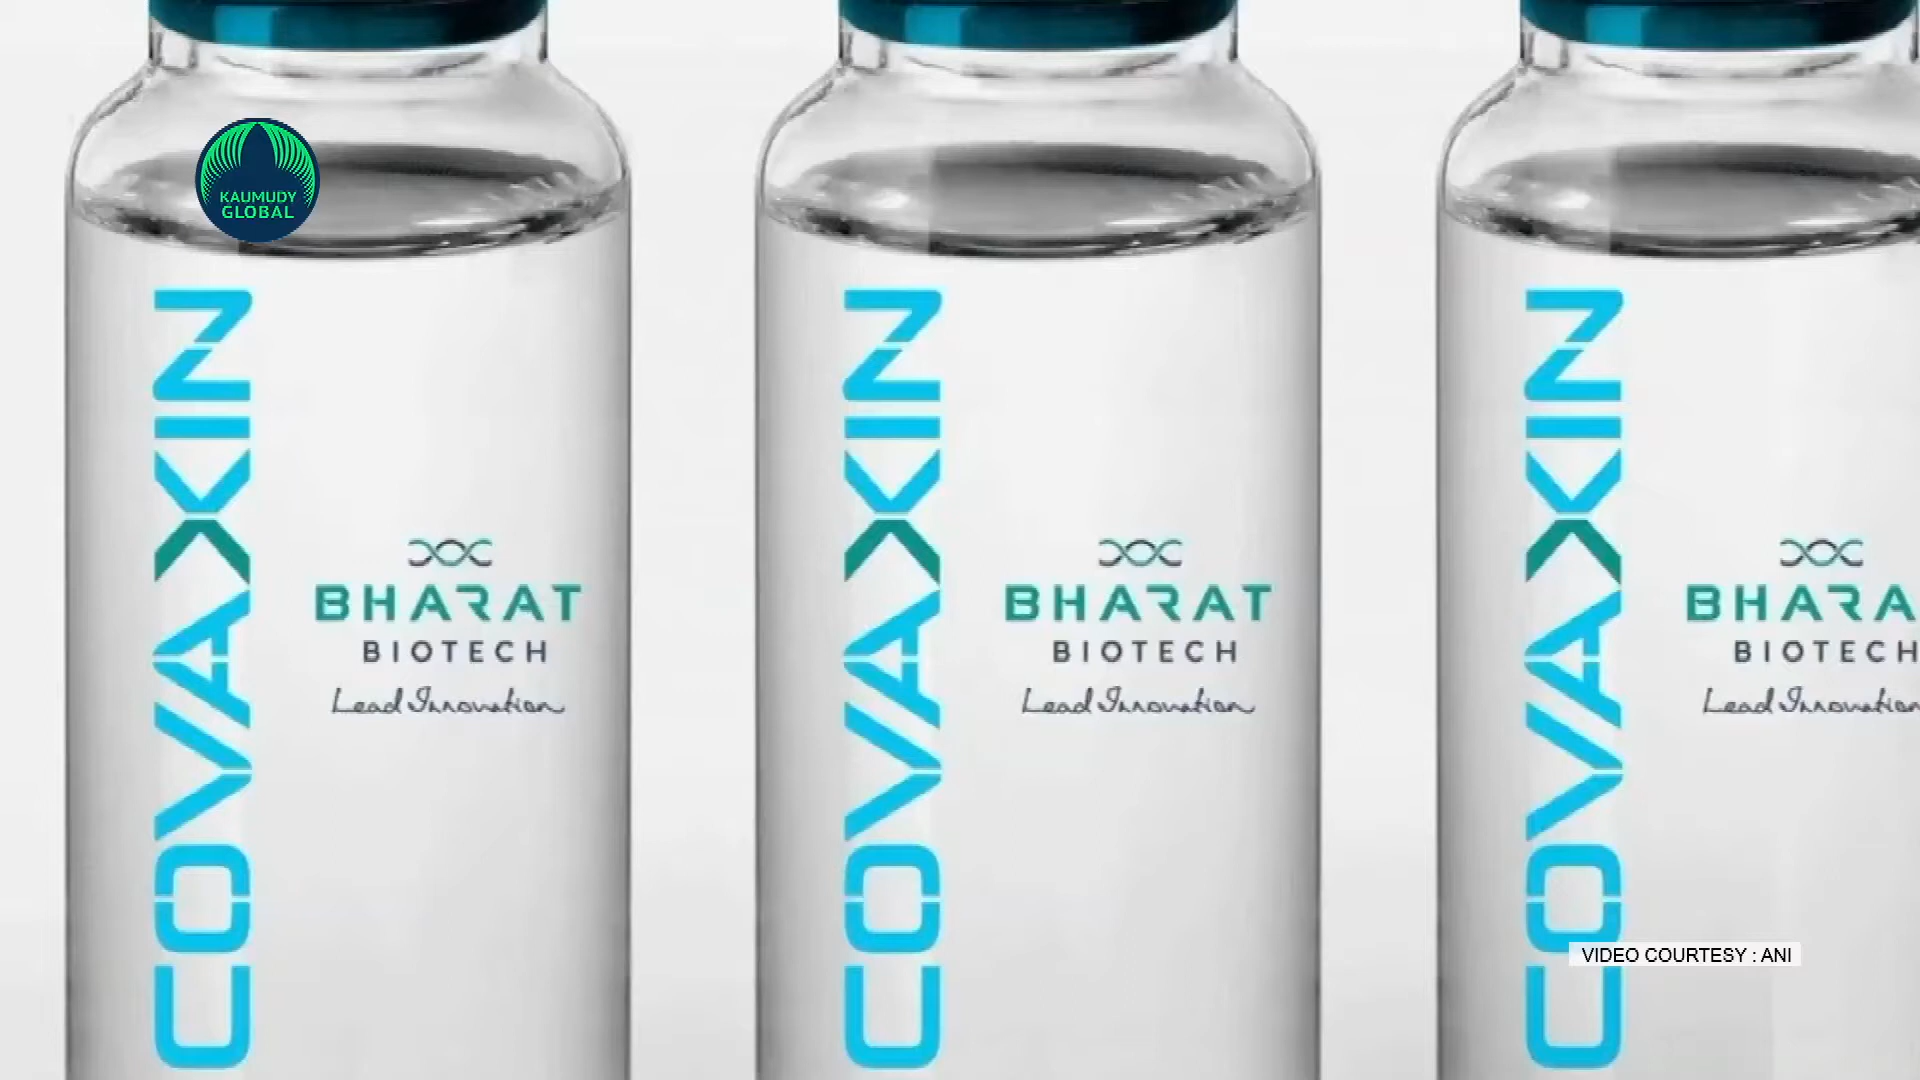 KAUMUDY
GLOBAL
COVAXIN
BHARAT
BIOTECH
Lead Innovation
COVAXIN
BHARAT
BIOTECH
Lead Innovation
COVAXIN
BHARA
BIOTECH
Lead Innovation
VIDEO COURTESY : ANI